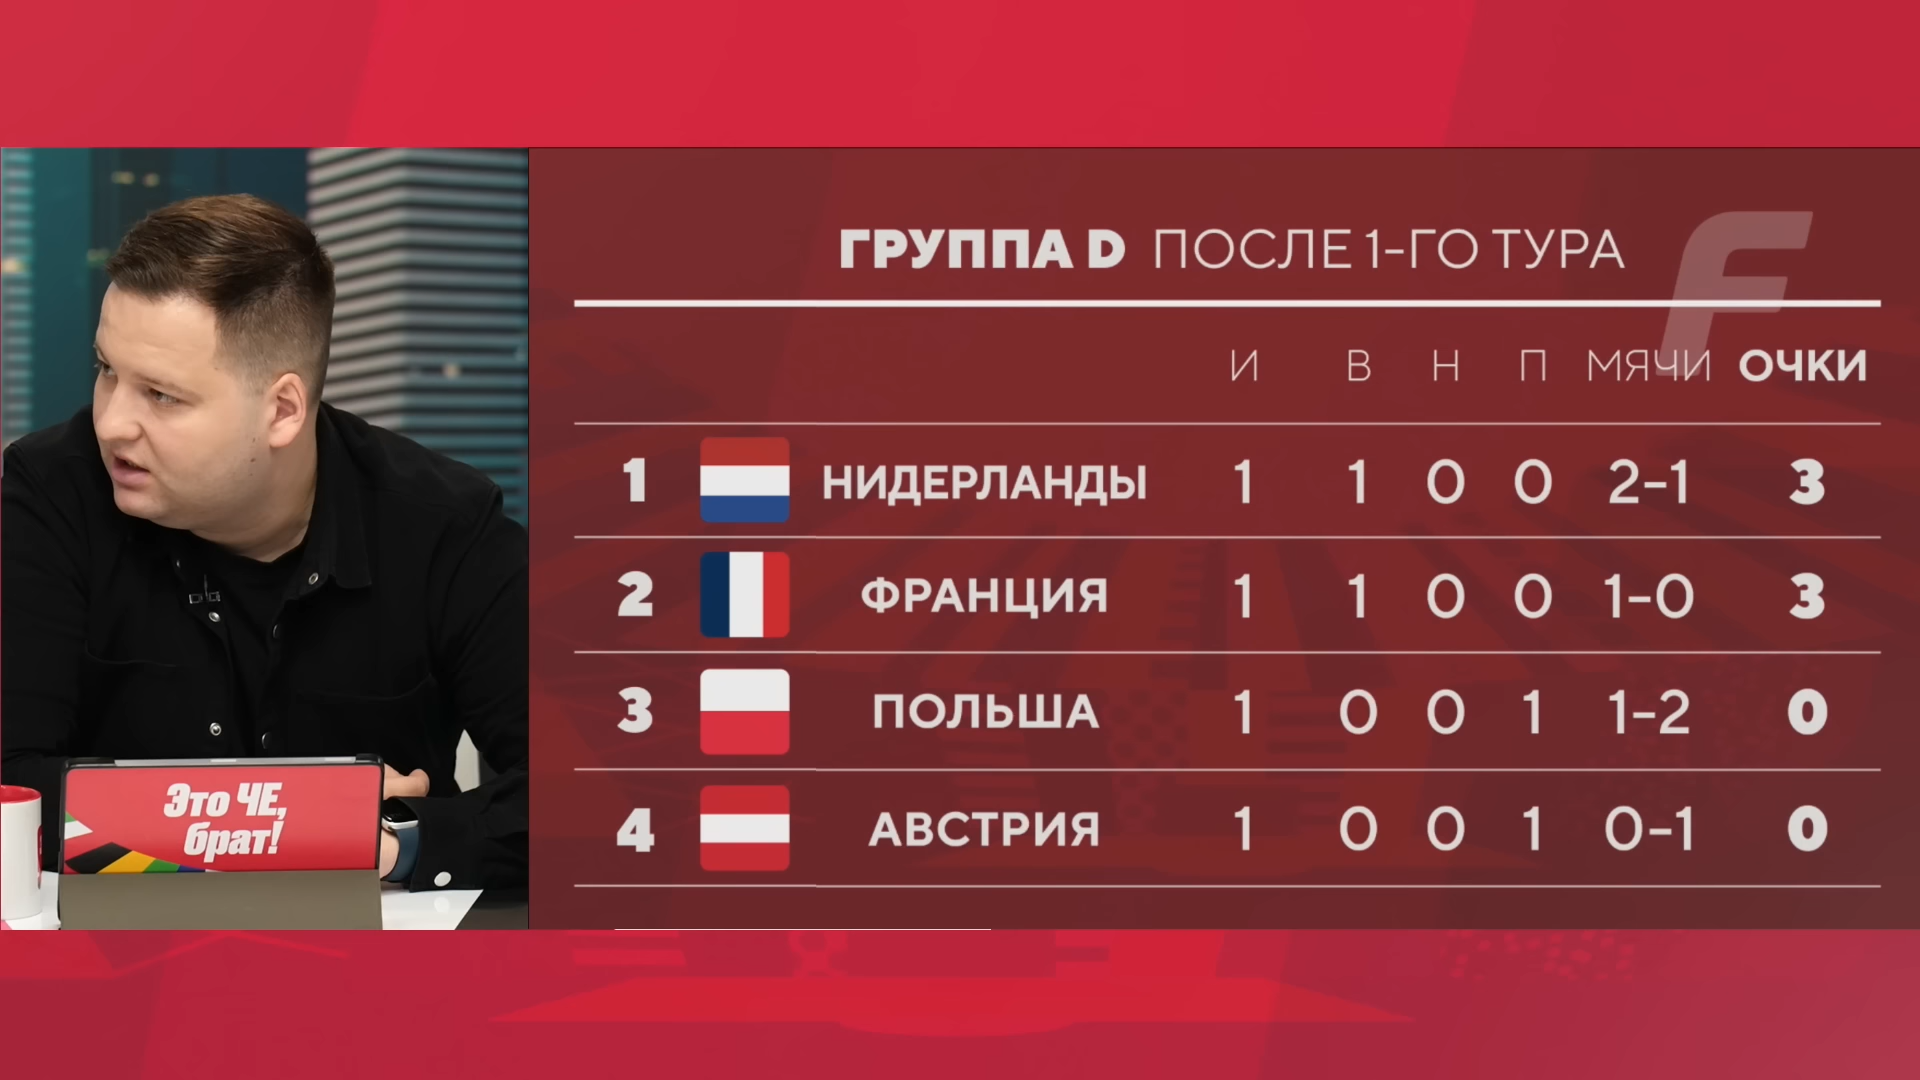 ГРУППА D ПОСЛЕ 1-ГО ТУРА
И В Н П МЯЧИ ОЧКИ
1 НИДЕРЛАНДЫ 1 1 0 0 2-1 3
2 ФРАНЦИЯ 1 1 0 0 1-0 3
3 ПОЛЬША 1 0 0 1 1-2 0
4 АВСТРИЯ 1 0 0 1 0-1 0
Это ЧЕ,
брат!